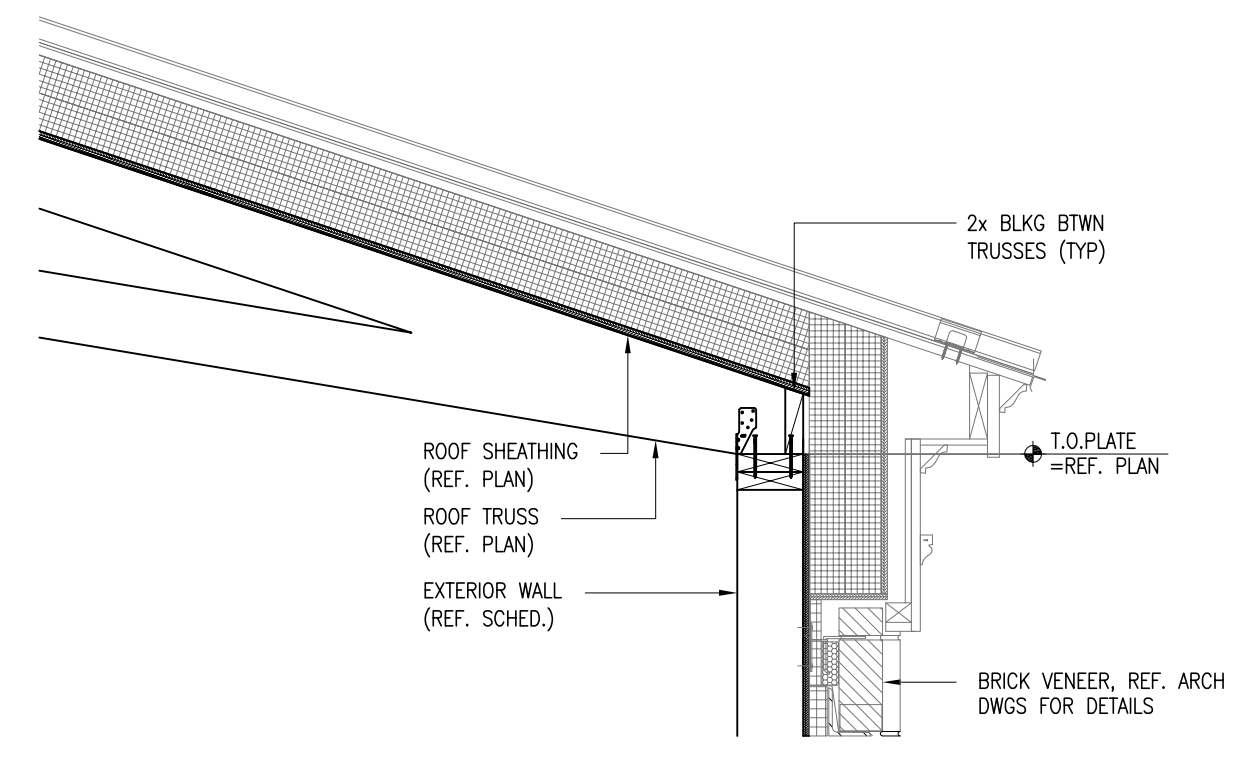 2x BLKG BTWN
TRUSSES (TYP)
T.O.PLATE
=REF. PLAN
ROOF SHEATHING
(REF. PLAN)
ROOF TRUSS
(REF. PLAN)
EXTERIOR WALL
(REF. SCHED.)
BRICK VENEER, REF. ARCH
DWGS FOR DETAILS